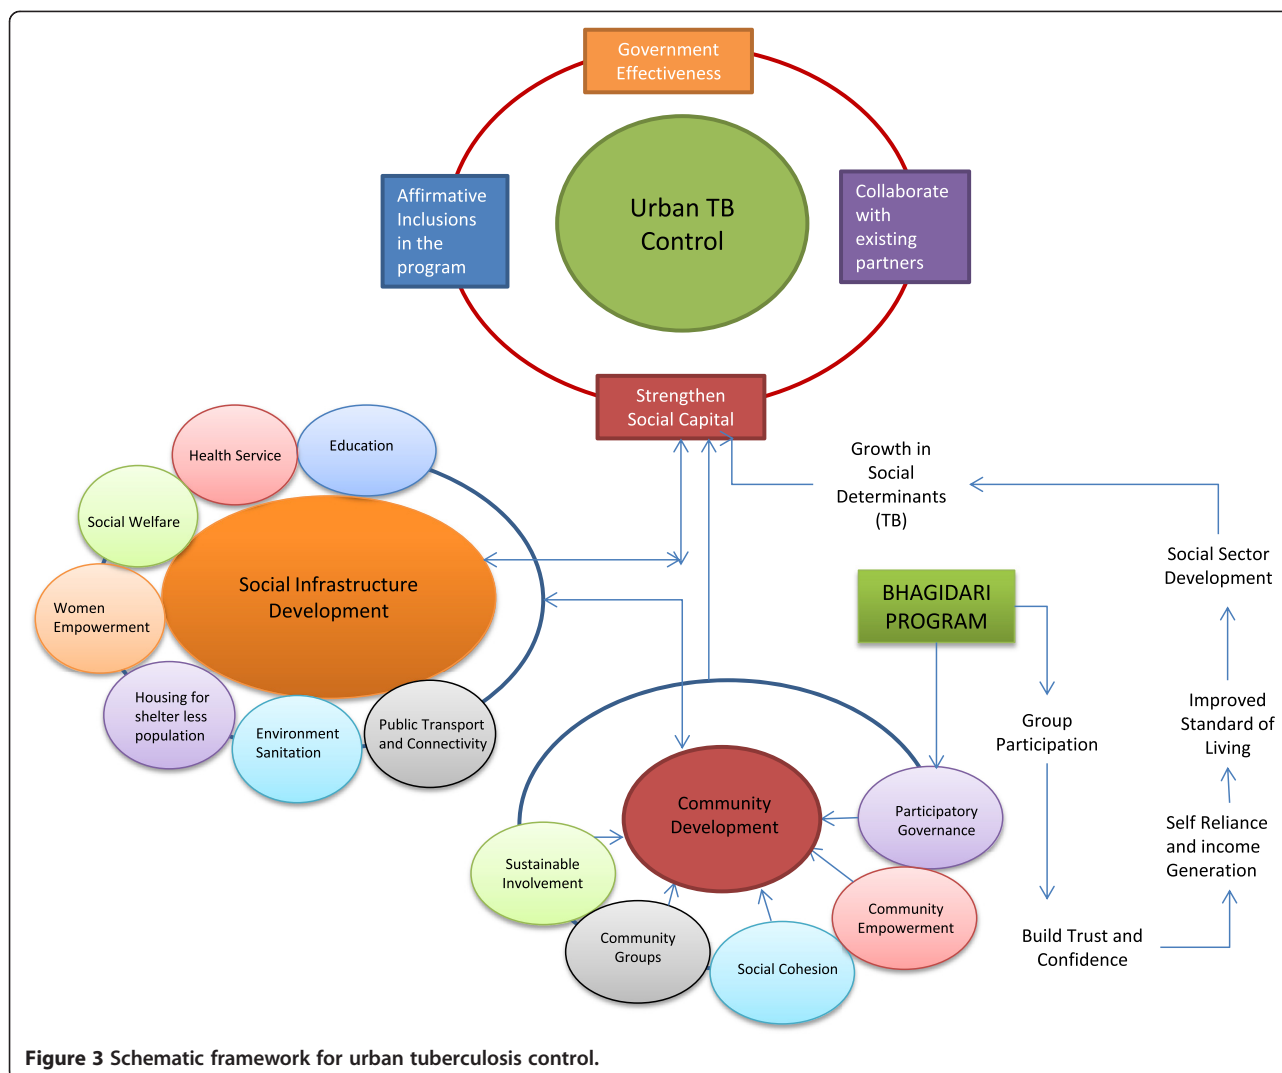 Government
Effectiveness
Affirmative
Inclusions
in the
program
Urban TB
Control
Collaborate
with
existing
partners
Strengthen
Social Capital
Education
Health Service
Social Welfare
Women
Empowerment
Housing for
shelter less
population
Environment
Sanitation
Public Transport
and Connectivity
Social Infrastructure
Development
Growth in
Social
Determinants
(TB)
Social Sector
Development
BHAGIDARI
PROGRAM
Improved
Standard of
Living
Group
Participation
Self Reliance
and income
Generation
Build Trust and
Confidence
Community
Development
Participatory
Governance
Sustainable
Involvement
Community
Empowerment
Community
Groups
Social Cohesion
Figure 3 Schematic framework for urban tuberculosis control.